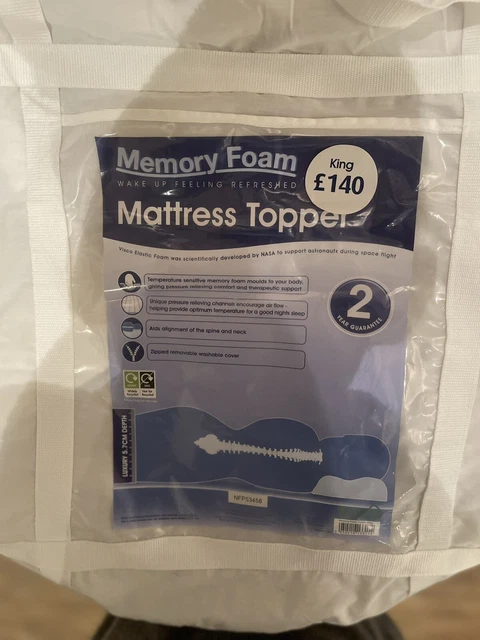 Memory Foam
WAKE UP FEELING REFRESHED
King
£140
Mattress Topper
Visco Elastic Foam was scientifically developed by NASA to support astronauts during space flight
Temperature sensitive memory foam moulds to your body,
giving pressure relieving comfort and therapeutic support
Unique pressure relieving channels encourage air flow -
helping provide optimum temperature for a good nights sleep
Aids alignment of the spine and neck
Zipped removable washable cover
2
YEAR GUARANTEE
LUXURY 5.7CM DEPTH
NFP53458